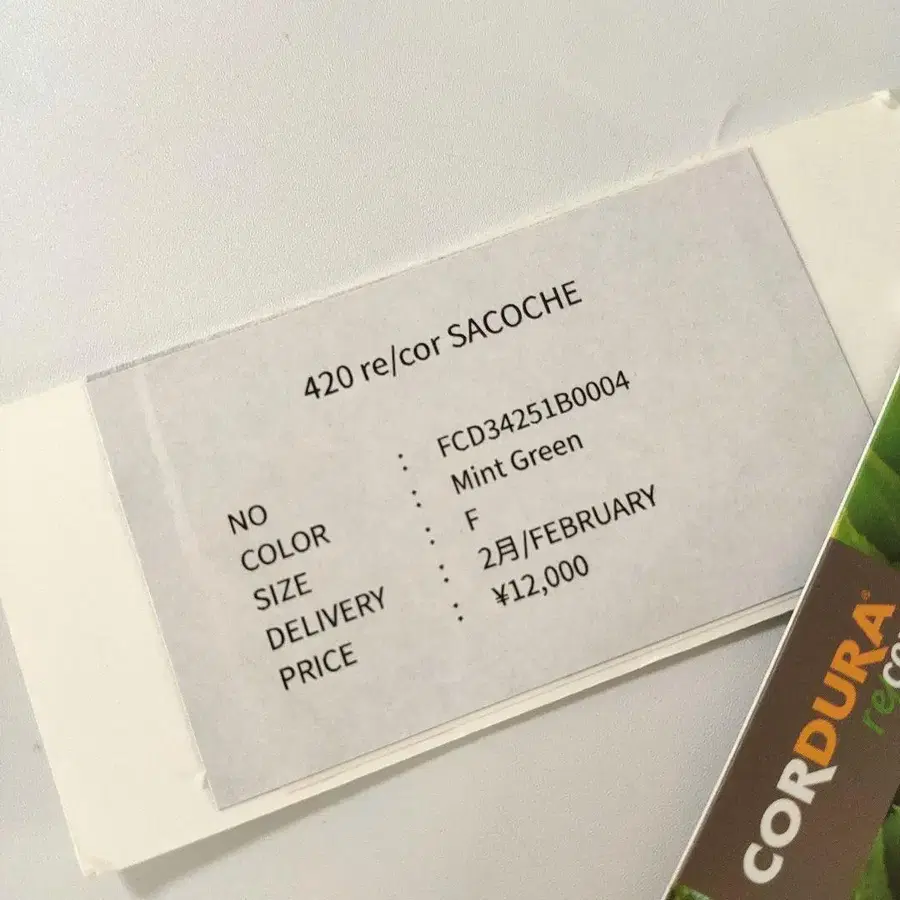 420 re/cor SACOCHE
NO : FCD34251B0004
COLOR : Mint Green
SIZE : F
DELIVERY : 2月/FEBRUARY
PRICE : ¥12,000
CORDURA®
re